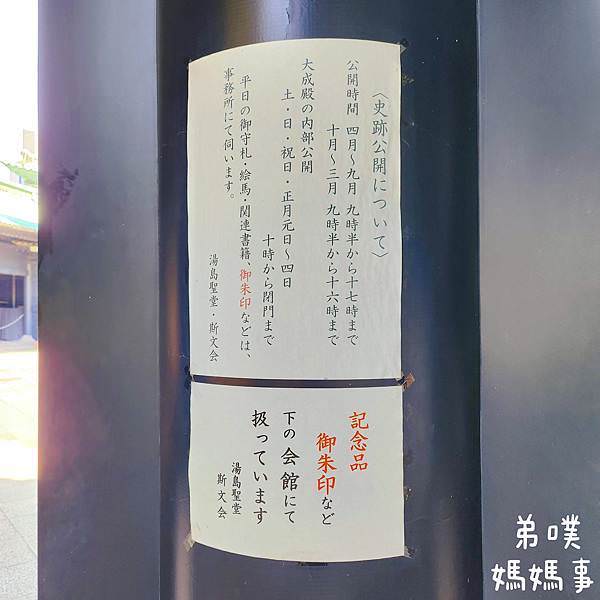 〈史跡公開について〉
公開時間 四月～九月 九時半から十七時まで
十月～三月 九時半から十六時まで
大成殿の内部公開
土・日・祝日・正月元日～四日
十時から閉門まで
平日の御守札・絵馬・関連書籍、御朱印などは、
事務所にて伺います。
湯島聖堂・斯文会
記念品
御朱印など
下の会館にて
扱っています
湯島聖堂
斯文会
弟噗
媽媽事